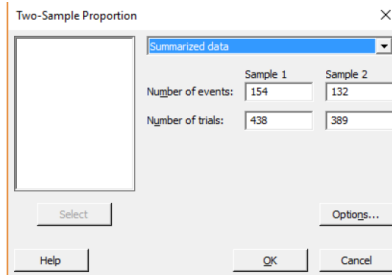 Two-Sample Proportion
Summarized data
Sample 1 Sample 2
Number of events: 154 132
Number of trials: 438 389
Select
Options...
Help OK Cancel